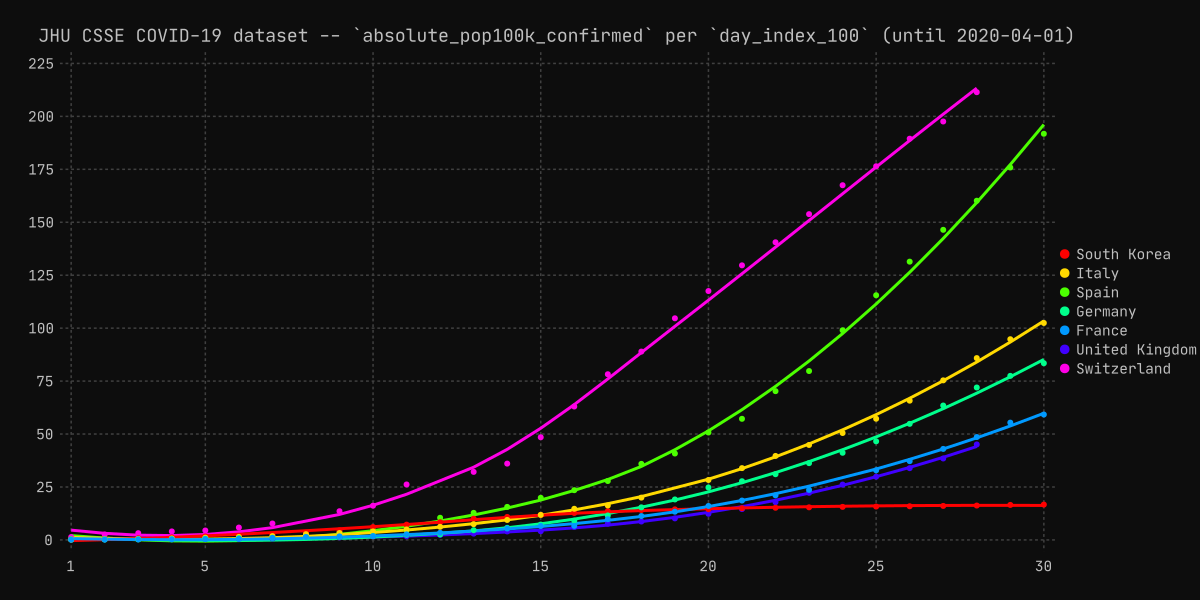 JHU CSSE COVID-19 dataset -- `absolute_pop100k_confirmed` per `day_index_100` (until 2020-04-01)
225
200
175
150
125
100
75
50
25
0
1 5 10 15 20 25 30
South Korea
Italy
Spain
Germany
France
United Kingdom
Switzerland